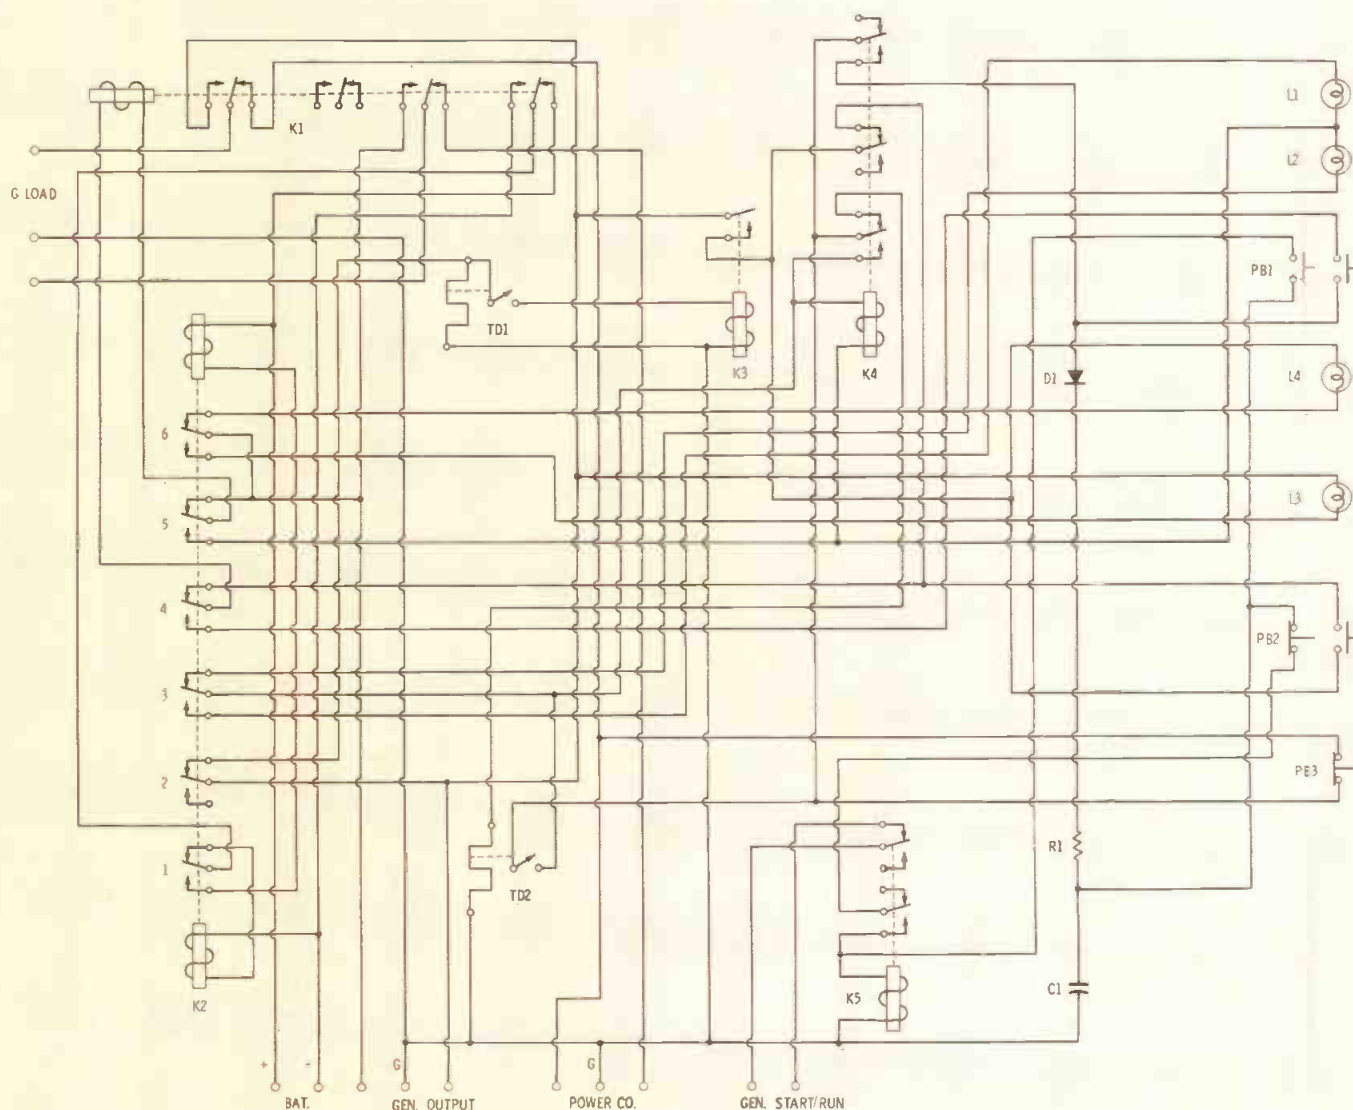 L1
K1
L2
G LOAD
PB1
TD1
K3
K4
D1
L4
6
5
L3
4
PB2
3
2
PB3
1
TD2
R1
K2
K5
C1
+
-
G
G
BAT.
GEN. OUTPUT
POWER CO.
GEN. START/RUN